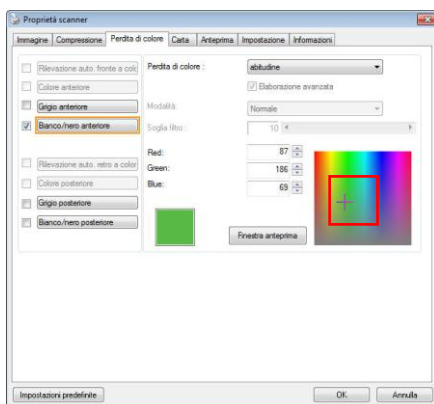 Proprietà scanner
Immagine Compressione Perdita di colore Carta Anteprima Impostazione Informazioni
Rilevazione auto. fronte a colc
Colore anteriore
Grigio anteriore
Bianco/nero anteriore
Rilevazione auto. retro a color
Colore posteriore
Grigio posteriore
Bianco/nero posteriore
Perdita di colore : abitudine
Elaborazione avanzata
Modalità: Normale
Soglia filtro : 10
Red: 87
Green: 186
Blue: 69
Finestra anteprima
Impostazioni predefinite OK Annulla